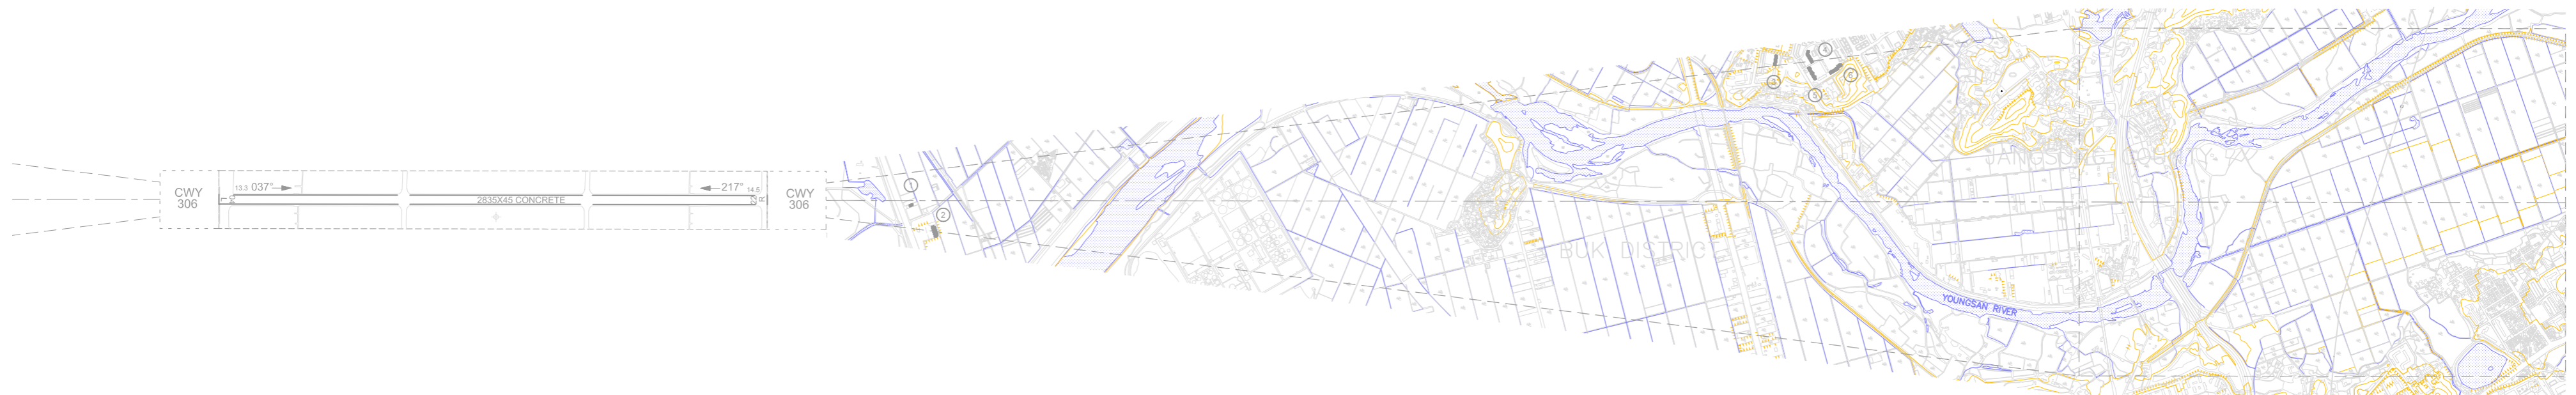 CWY
306
13.3 037°
2835X45 CONCRETE
217° 14.5
CWY
306
1
2
3
4
5
6
BUK DISTRICT
YOUNGSAN RIVER